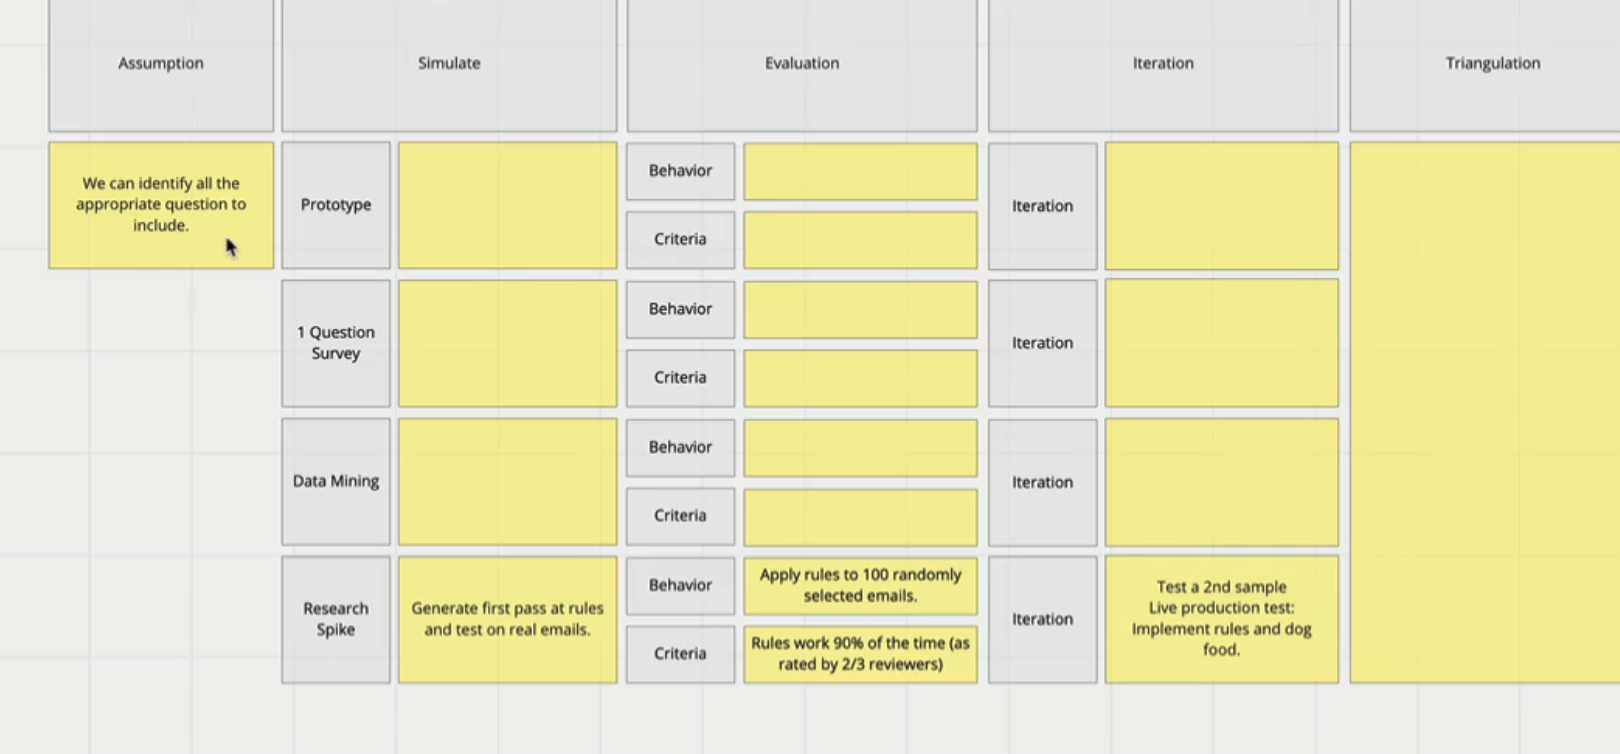 Assumption
Simulate
Evaluation
Iteration
Triangulation
We can identify all the
appropriate question to
include.
Prototype
Behavior
Criteria
Iteration
1 Question
Survey
Behavior
Criteria
Iteration
Data Mining
Behavior
Criteria
Iteration
Research
Spike
Generate first pass at rules
and test on real emails.
Behavior
Apply rules to 100 randomly
selected emails.
Criteria
Rules work 90% of the time (as
rated by 2/3 reviewers)
Iteration
Test a 2nd sample
Live production test:
Implement rules and dog
food.